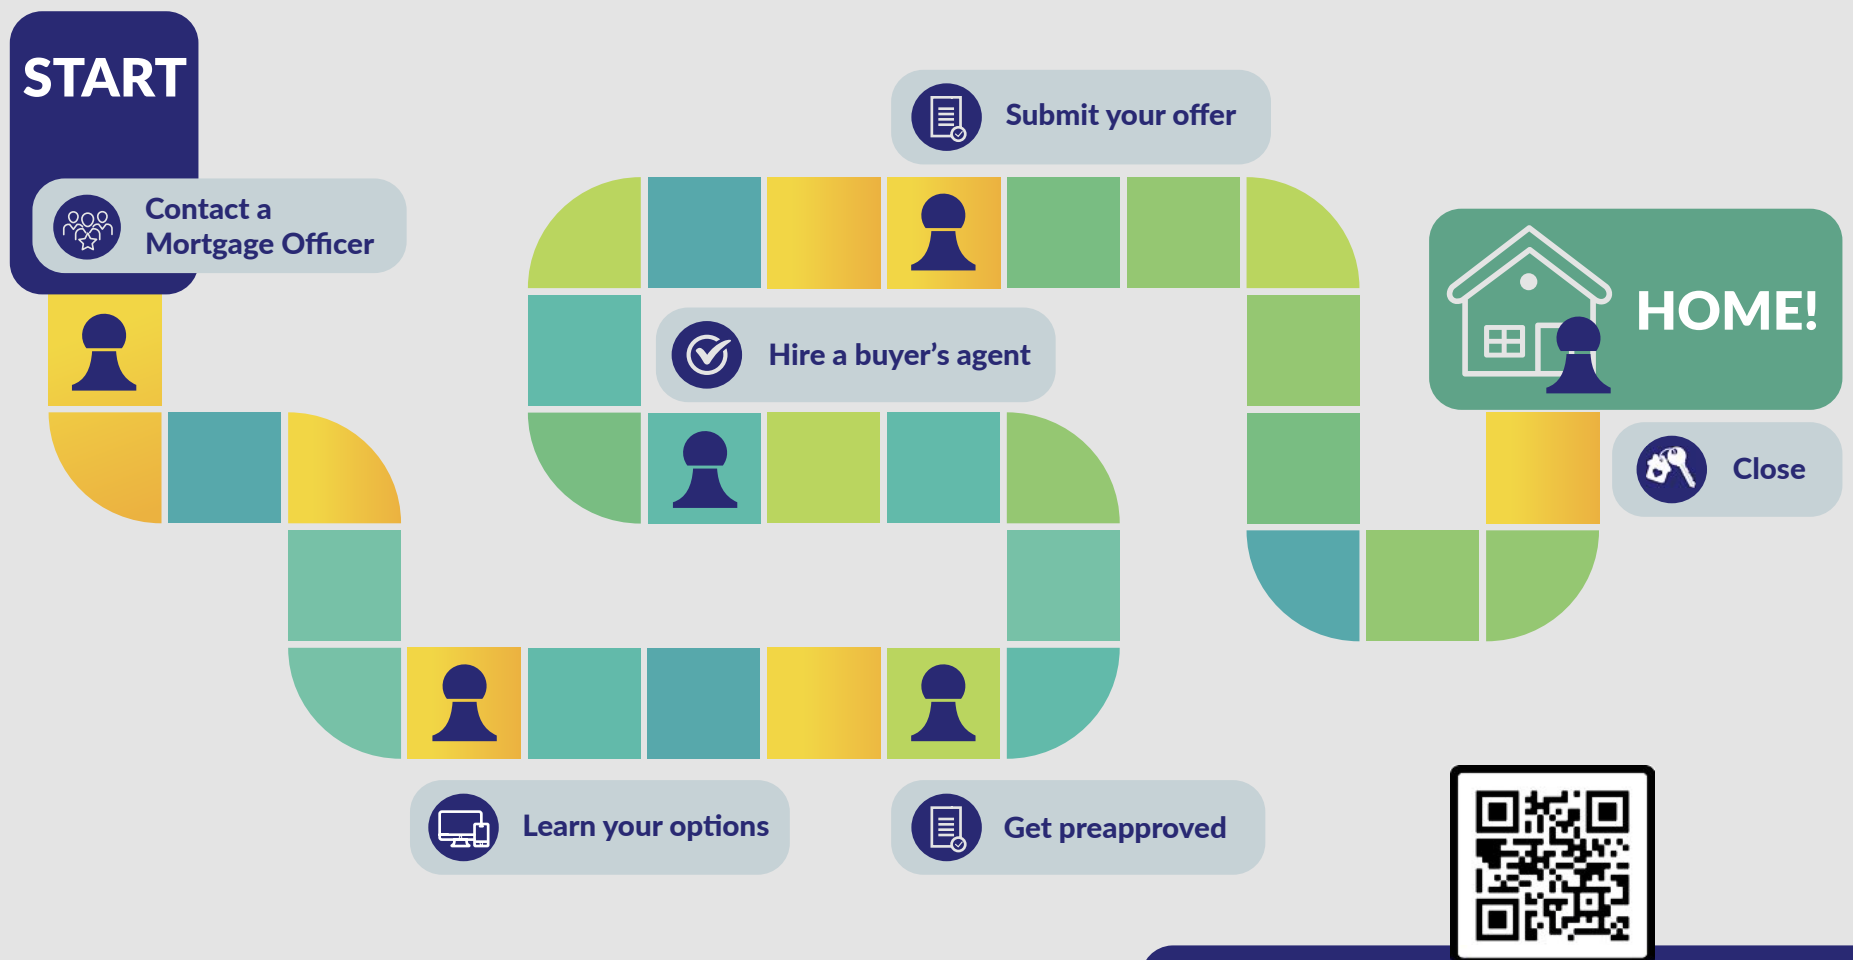 START
Contact a
Mortgage Officer
Submit your offer
HOME!
Hire a buyer’s agent
Close
Learn your options
Get preapproved